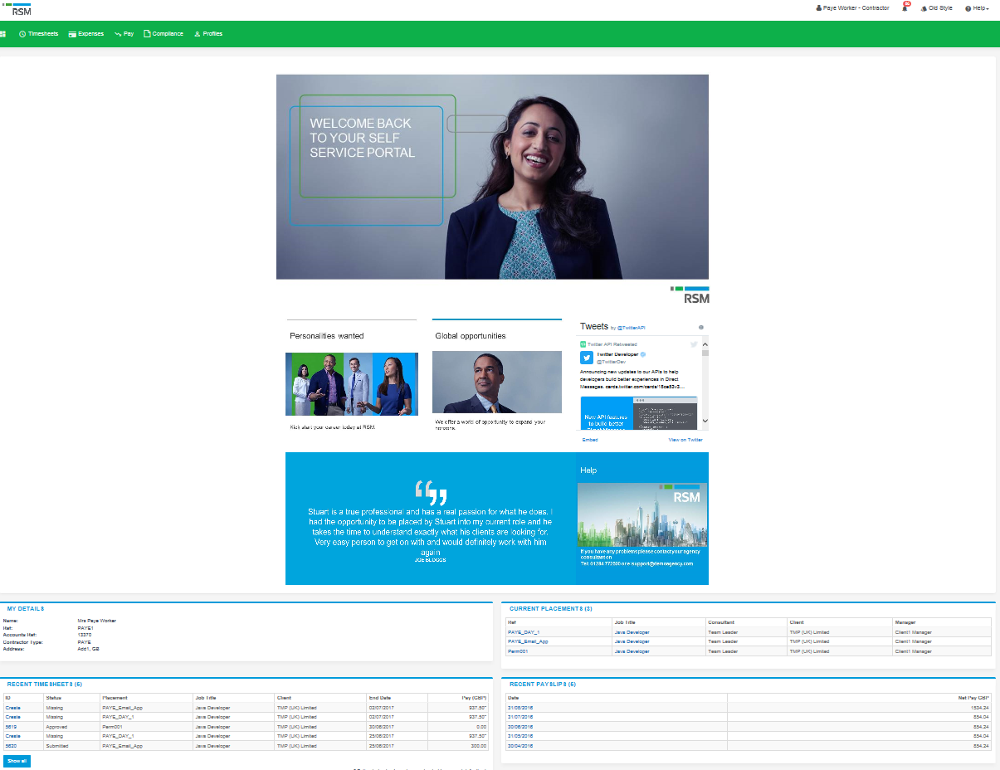 RSM
Paye Worker - Contractor
Old Style
Help
Timesheets
Expenses
Pay
Compliance
Profiles
WELCOME BACK
TO YOUR SELF
SERVICE PORTAL
RSM
Personalities wanted
Kick start your career today at RSM.
Global opportunities
We offer a world of opportunity to expand your
horizons.
Tweets by @TwitterAPI
Twitter API Retweeted
Twitter Developer
@TwitterDev
Announcing new updates to our APIs to help
developers build better experiences in Direct
Messages.
New API features
to build better
Embed
View on Twitter
Stuart is a true professional and has a real passion for what he does. I
had the opportunity to be placed by Stuart into my current role and he
takes the time to understand exactly what his clients are looking for.
Very easy person to get on with and would definitely work with him
again
JOE BLOGGS
Help
RSM
If you have any problems please contact your agency
consultant on
Tel: 01284 772500 or ersupport@demoagency.com
MY DETAILS
Name: Mrs Paye Worker
Ref: PAYE1
Accounts Ref: 13370
Contractor Type: PAYE
Address: Add1, GB
CURRENT PLACEMENTS (3)
Ref Job Title Consultant Client Manager
PAYE_DAY_1 Java Developer Team Leader TMP (UK) Limited Client1 Manager
PAYE_Email_App Java Developer Team Leader TMP (UK) Limited Client1 Manager
Perm001 Java Developer Team Leader TMP (UK) Limited Client1 Manager
RECENT TIMESHEETS (5)
ID Status Placement Job Title Client End Date Pay (GBP)
Create Missing PAYE_Email_App Java Developer TMP (UK) Limited 02/07/2017 937.50*
Create Missing PAYE_DAY_1 Java Developer TMP (UK) Limited 02/07/2017 937.50*
5619 Approved Perm001 Java Developer TMP (UK) Limited 30/06/2017 0.00
Create Missing PAYE_DAY_1 Java Developer TMP (UK) Limited 25/06/2017 937.50*
5620 Submitted PAYE_Email_App Java Developer TMP (UK) Limited 25/06/2017 300.00
Show all
RECENT PAYSLIPS (5)
Date Net Pay GBP
31/08/2016 1534.24
31/07/2016 854.04
30/06/2016 854.24
31/05/2016 854.04
30/04/2016 854.24